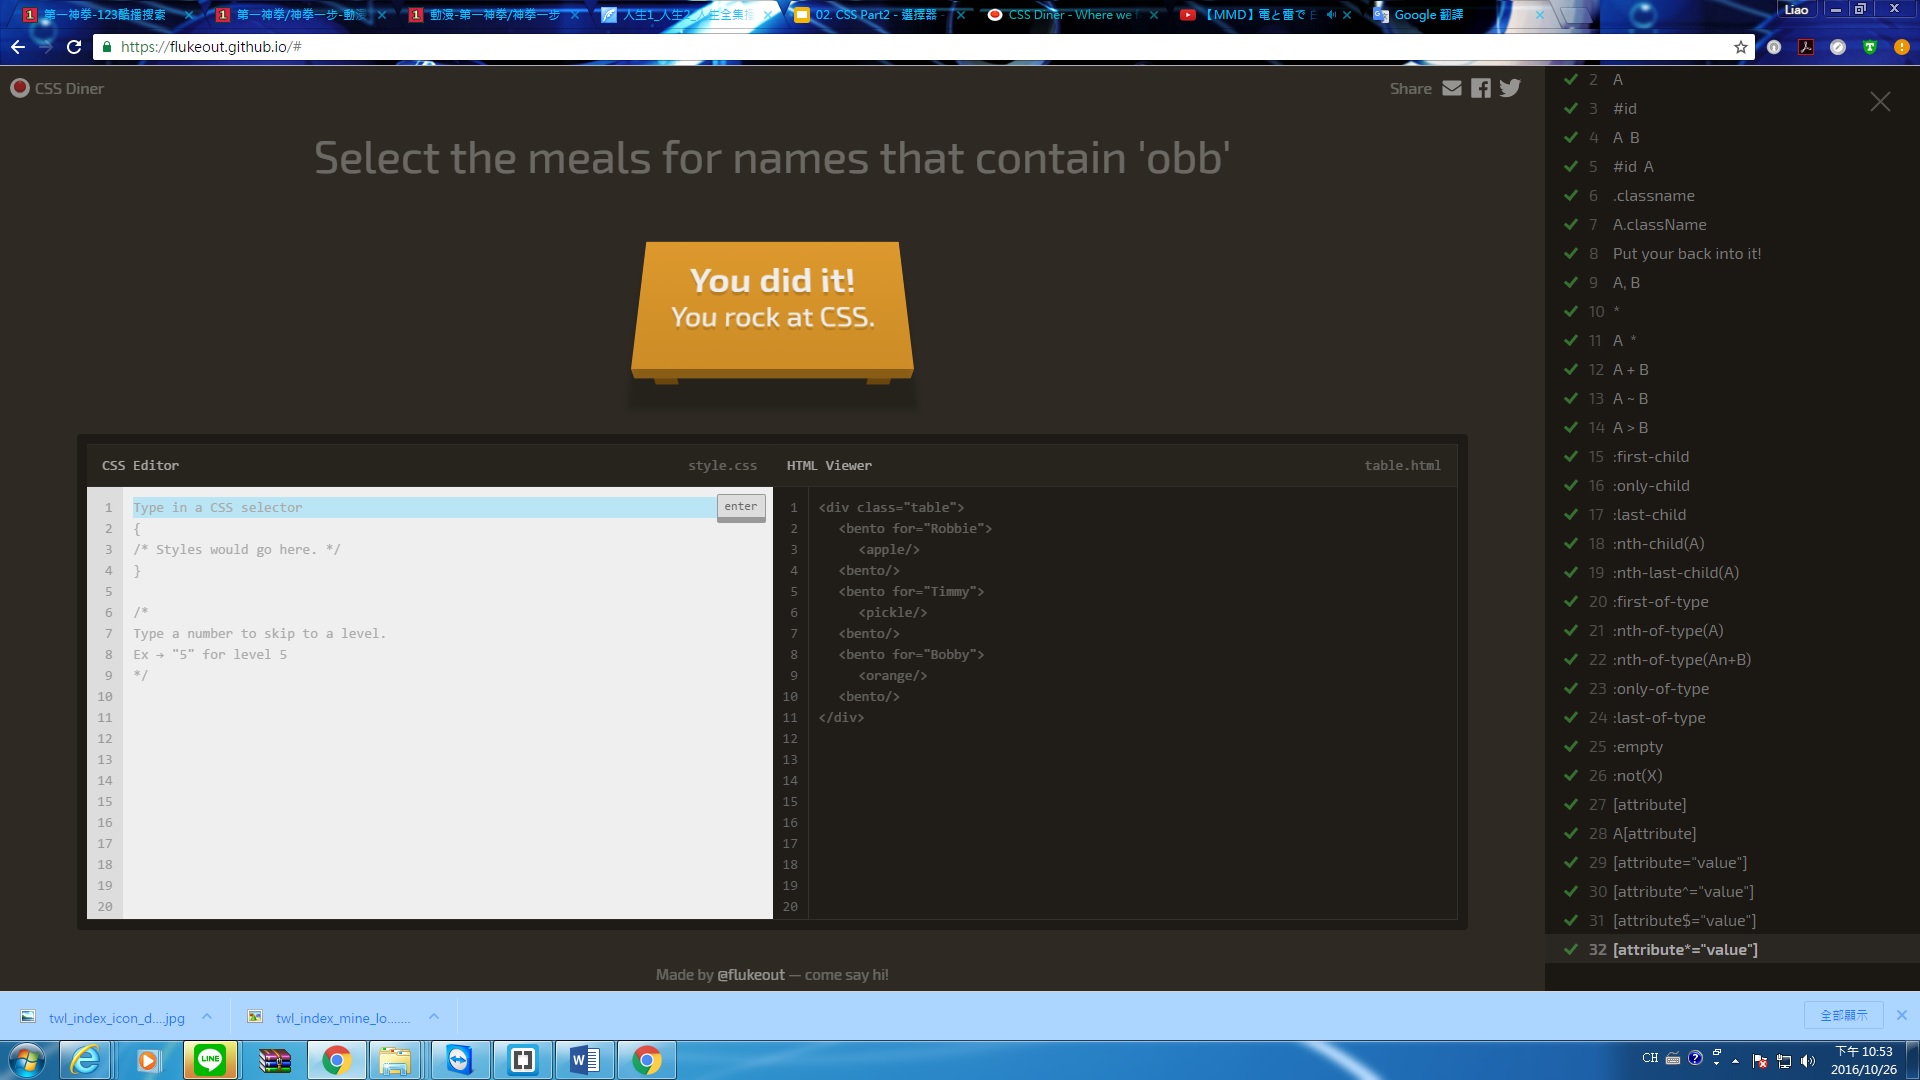 第一神拳-123酷播搜索
第一神拳/神拳一步-動漫
動漫-第一神拳/神拳一步
人生1_人生2_人生全集播
02. CSS Part2 - 選擇器 -
CSS Diner - Where we f
【MMD】電と雷で
Google 翻譯
Liao
https://flukeout.github.io/#
CSS Diner
Share
Select the meals for names that contain 'obb'
You did it!
You rock at CSS.
CSS Editor
style.css
1 Type in a CSS selector
enter
2 {
3 /* Styles would go here. */
4 }
5
6 /*
7 Type a number to skip to a level.
8 Ex → "5" for level 5
9 */
10
11
12
13
14
15
16
17
18
19
20
HTML Viewer
table.html
1 <div class="table">
2 <bento for="Robbie">
3 <apple/>
4 <bento/>
5 <bento for="Timmy">
6 <pickle/>
7 <bento/>
8 <bento for="Bobby">
9 <orange/>
10 <bento/>
11 </div>
12
13
14
15
16
17
18
19
20
Made by @flukeout — come say hi!
2 A
3 #id
4 A B
5 #id A
6 .classname
7 A.className
8 Put your back into it!
9 A, B
10 *
11 A *
12 A + B
13 A ~ B
14 A > B
15 :first-child
16 :only-child
17 :last-child
18 :nth-child(A)
19 :nth-last-child(A)
20 :first-of-type
21 :nth-of-type(A)
22 :nth-of-type(An+B)
23 :only-of-type
24 :last-of-type
25 :empty
26 :not(X)
27 [attribute]
28 A[attribute]
29 [attribute="value"]
30 [attribute^="value"]
31 [attribute$="value"]
32 [attribute*="value"]
twl_index_icon_d....jpg
twl_index_mine_lo.......
全部顯示
LINE
CH
下午 10:53
2016/10/26